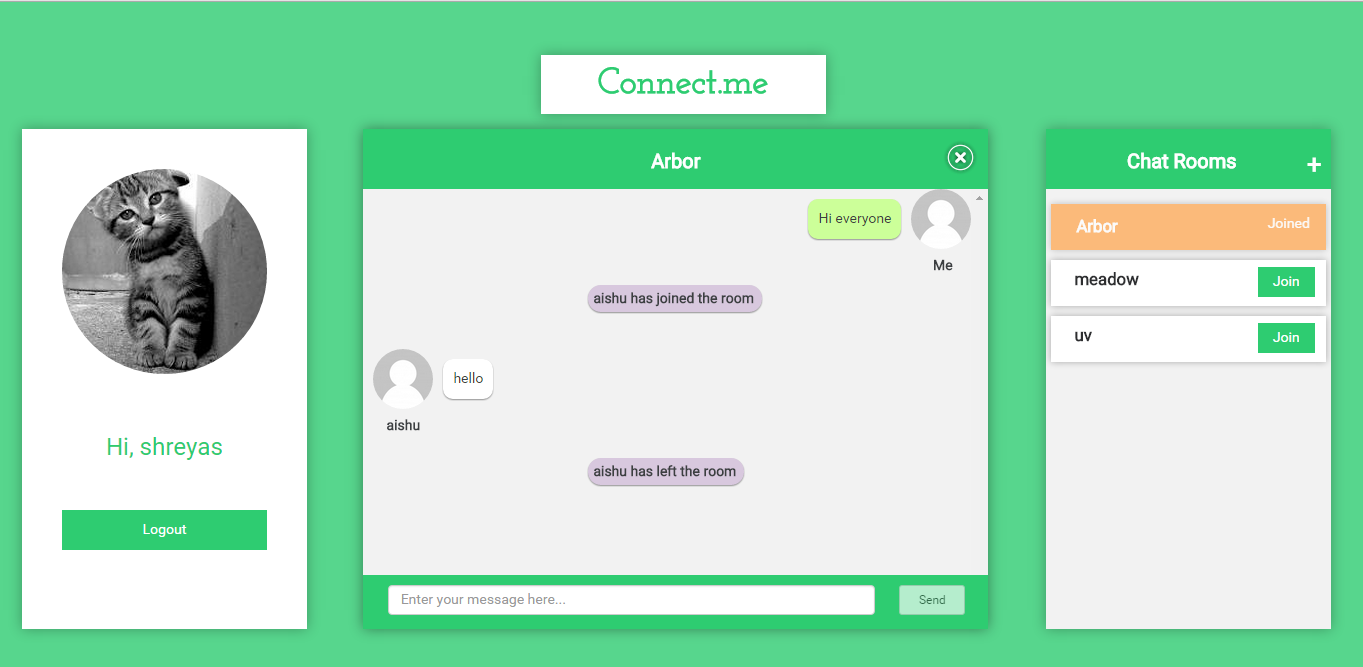 Connect.me
Hi, shreyas
Logout
Arbor
Hi everyone
Me
aishu has joined the room
hello
aishu
aishu has left the room
Enter your message here...
Send
Chat Rooms
+
Arbor
Joined
meadow
Join
uv
Join